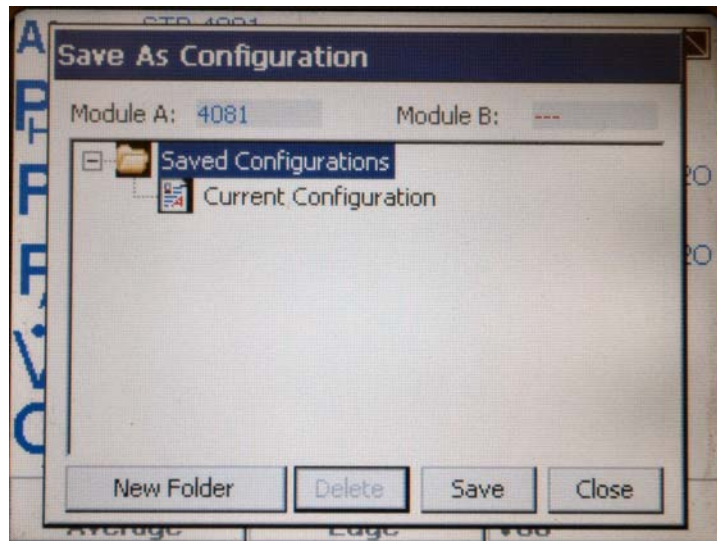 Save As Configuration
Module A: 4081 Module B: ---
Saved Configurations
Current Configuration
New Folder Delete Save Close